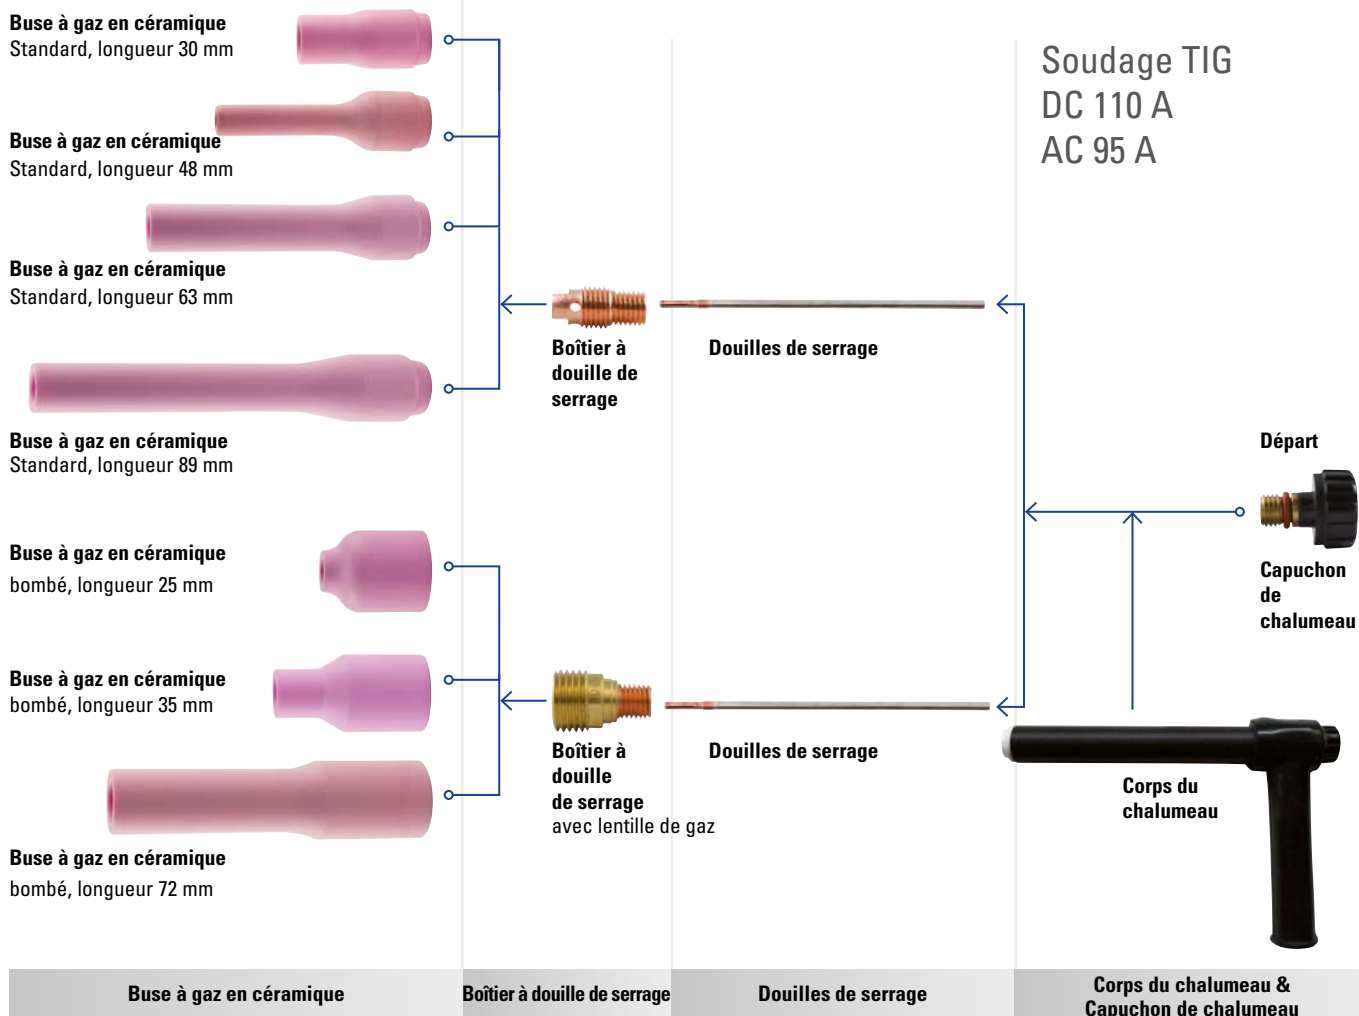 Buse à gaz en céramique
Standard, longueur 30 mm
Buse à gaz en céramique
Standard, longueur 48 mm
Buse à gaz en céramique
Standard, longueur 63 mm
Buse à gaz en céramique
Standard, longueur 89 mm
Buse à gaz en céramique
bombé, longueur 25 mm
Buse à gaz en céramique
bombé, longueur 35 mm
Buse à gaz en céramique
bombé, longueur 72 mm
Boîtier à
douille de
serrage
Boîtier à
douille
de serrage
avec lentille de gaz
Douilles de serrage
Douilles de serrage
Soudage TIG
DC 110 A
AC 95 A
Départ
Capuchon
de
chalumeau
Corps du
chalumeau
Buse à gaz en céramique
Boîtier à douille de serrage
Douilles de serrage
Corps du chalumeau &
Capuchon de chalumeau